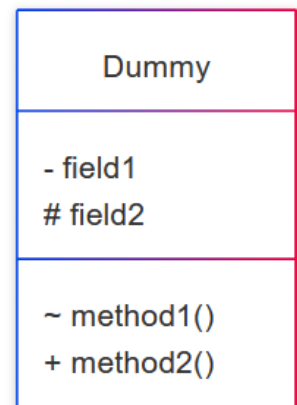 Dummy
- field1
# field2
~ method1()
+ method2()